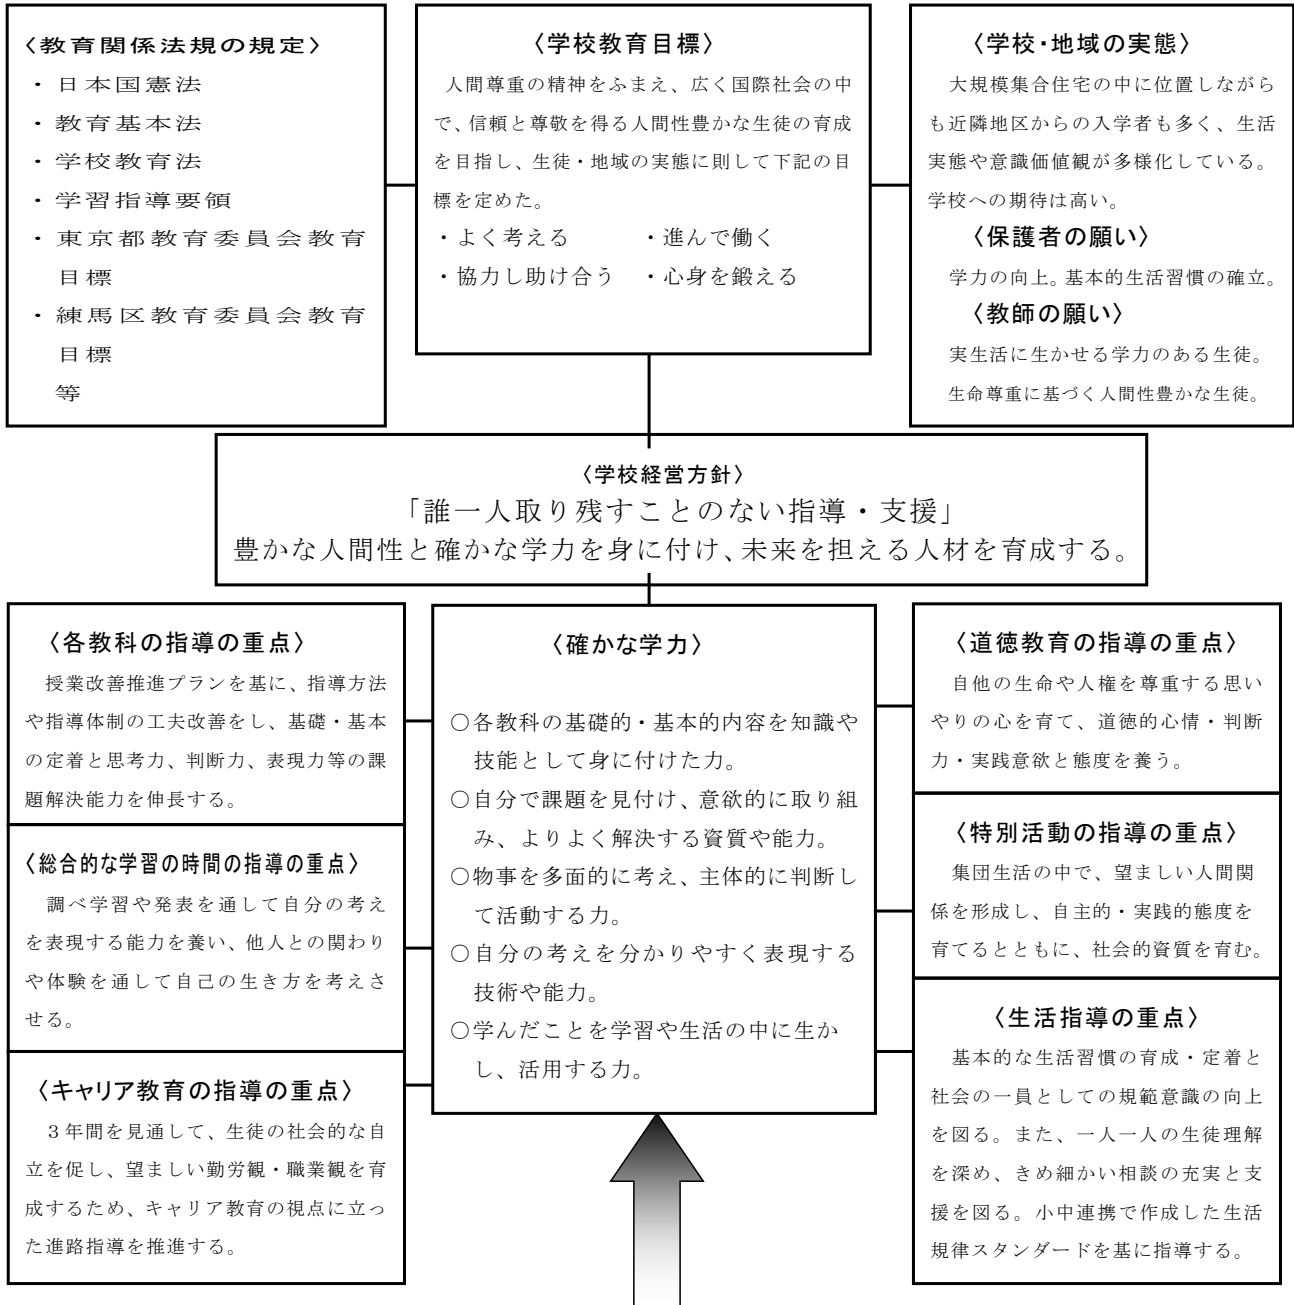 〈教育関係法規の規定〉
・日本国憲法
・教育基本法
・学校教育法
・学習指導要領
・東京都教育委員会教育
目標
・練馬区教育委員会教育
目標
等
〈学校教育目標〉
人間尊重の精神をふまえ、広く国際社会の中
で、信頼と尊敬を得る人間性豊かな生徒の育成
を目指し、生徒・地域の実態に則して下記の目
標を定めた。
・よく考える ・進んで働く
・協力し助け合う ・心身を鍛える
〈学校・地域の実態〉
大規模集合住宅の中に位置しながら
も近隣地区からの入学者も多く、生活
実態や意識価値観が多様化している。
学校への期待は高い。
〈保護者の願い〉
学力の向上。基本的生活習慣の確立。
〈教師の願い〉
実生活に生かせる学力のある生徒。
生命尊重に基づく人間性豊かな生徒。
〈学校経営方針〉
「誰一人取り残すことのない指導・支援」
豊かな人間性と確かな学力を身に付け、未来を担える人材を育成する。
〈各教科の指導の重点〉
授業改善推進プランを基に、指導方法
や指導体制の工夫改善をし、基礎・基本
の定着と思考力、判断力、表現力等の課
題解決能力を伸長する。
〈総合的な学習の時間の指導の重点〉
調べ学習や発表を通して自分の考え
を表現する能力を養い、他人との関わり
や体験を通して自己の生き方を考えさ
せる。
〈キャリア教育の指導の重点〉
3年間を見通して、生徒の社会的な自
立を促し、望ましい勤労観・職業観を育
成するため、キャリア教育の視点に立っ
た進路指導を推進する。
〈確かな学力〉
○各教科の基礎的・基本的内容を知識や
技能として身に付けた力。
○自分で課題を見付け、意欲的に取り組
み、よりよく解決する資質や能力。
○物事を多面的に考え、主体的に判断し
て活動する力。
○自分の考えを分かりやすく表現する
技術や能力。
○学んだことを学習や生活の中に生か
し、活用する力。
〈道徳教育の指導の重点〉
自他の生命や人権を尊重する思い
やりの心を育て、道徳的心情・判断
力・実践意欲と態度を養う。
〈特別活動の指導の重点〉
集団生活の中で、望ましい人間関
係を形成し、自主的・実践的態度を
育てるとともに、社会的資質を育む。
〈生活指導の重点〉
基本的な生活習慣の育成・定着と
社会の一員としての規範意識の向上
を図る。また、一人一人の生徒理解
を深め、きめ細かい相談の充実と支
援を図る。小中連携で作成した生活
規律スタンダードを基に指導する。